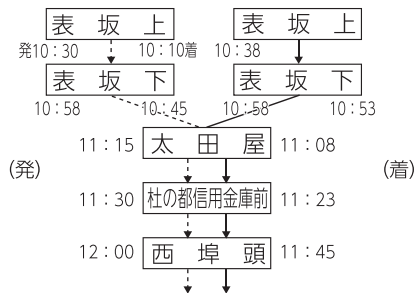 表坂上 表坂上
発10：30 10：10着 10：38
表坂下 表坂下
10：58 10：45 10：58 10：53
11：15 太田屋 11：08
(発) (着)
11：30 杜の都信用金庫前 11：23
12：00 西埠頭 11：45